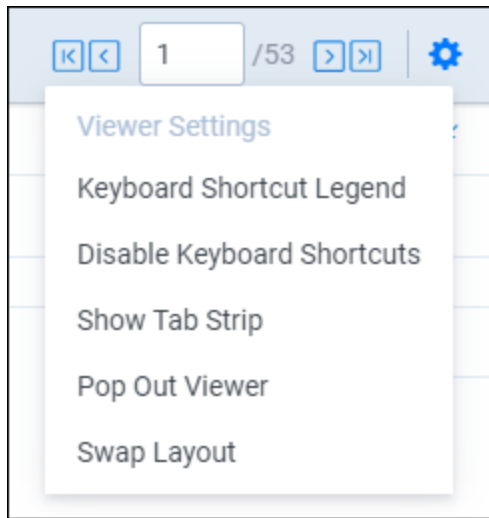 1 /53
Viewer Settings
Keyboard Shortcut Legend
Disable Keyboard Shortcuts
Show Tab Strip
Pop Out Viewer
Swap Layout